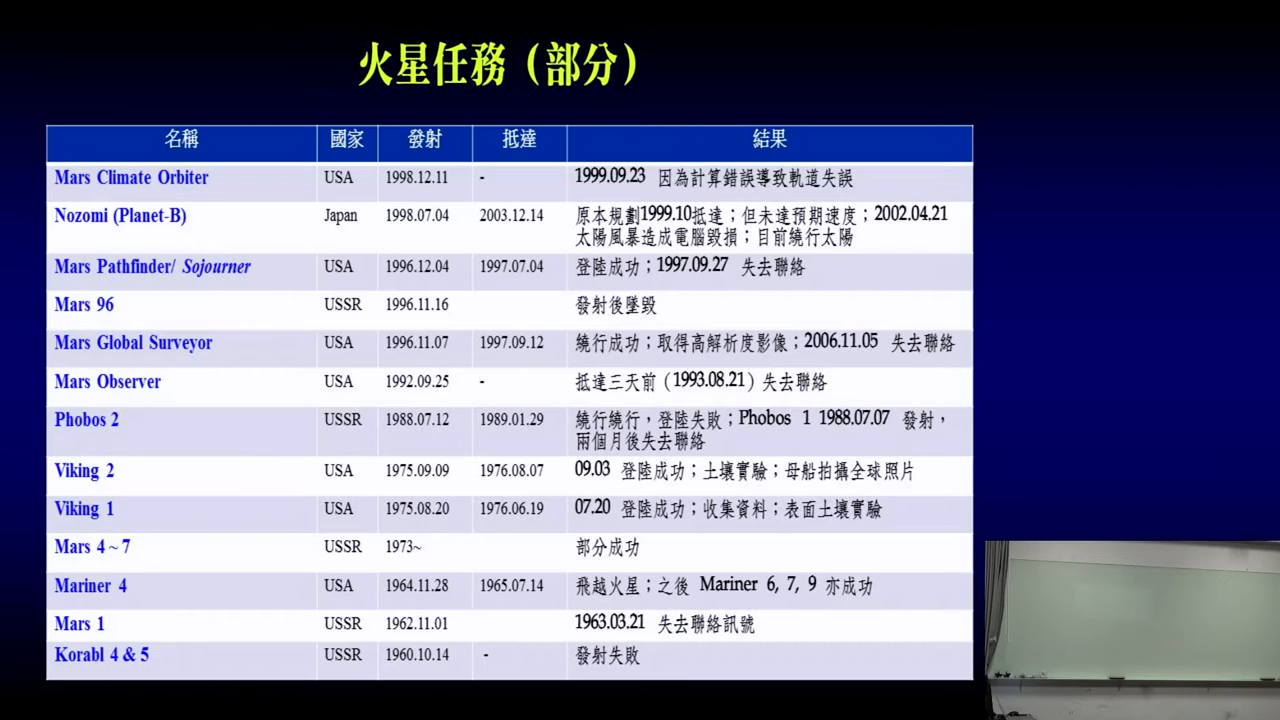 火星任務（部分）
名稱 國家 發射 抵達 結果
Mars Climate Orbiter USA 1998.12.11 - 1999.09.23 因為計算錯誤導致軌道失誤
Nozomi (Planet-B) Japan 1998.07.04 2003.12.14 原本規劃1999.10抵達；但未達預期速度；2002.04.21
太陽風暴造成電腦毀損；目前繞行太陽
Mars Pathfinder/ Sojourner USA 1996.12.04 1997.07.04 登陸成功；1997.09.27 失去聯絡
Mars 96 USSR 1996.11.16 發射後墜毀
Mars Global Surveyor USA 1996.11.07 1997.09.12 繞行成功；取得高解析度影像；2006.11.05 失去聯絡
Mars Observer USA 1992.09.25 - 抵達三天前（1993.08.21）失去聯絡
Phobos 2 USSR 1988.07.12 1989.01.29 繞行繞行，登陸失敗；Phobos 1 1988.07.07 發射，
兩個月後失去聯絡
Viking 2 USA 1975.09.09 1976.08.07 09.03 登陸成功；土壤實驗；母船拍攝全球照片
Viking 1 USA 1975.08.20 1976.06.19 07.20 登陸成功；收集資料；表面土壤實驗
Mars 4 ~ 7 USSR 1973~ 部分成功
Mariner 4 USA 1964.11.28 1965.07.14 飛越火星；之後 Mariner 6, 7, 9 亦成功
Mars 1 USSR 1962.11.01 1963.03.21 失去聯絡訊號
Korabl 4 & 5 USSR 1960.10.14 - 發射失敗